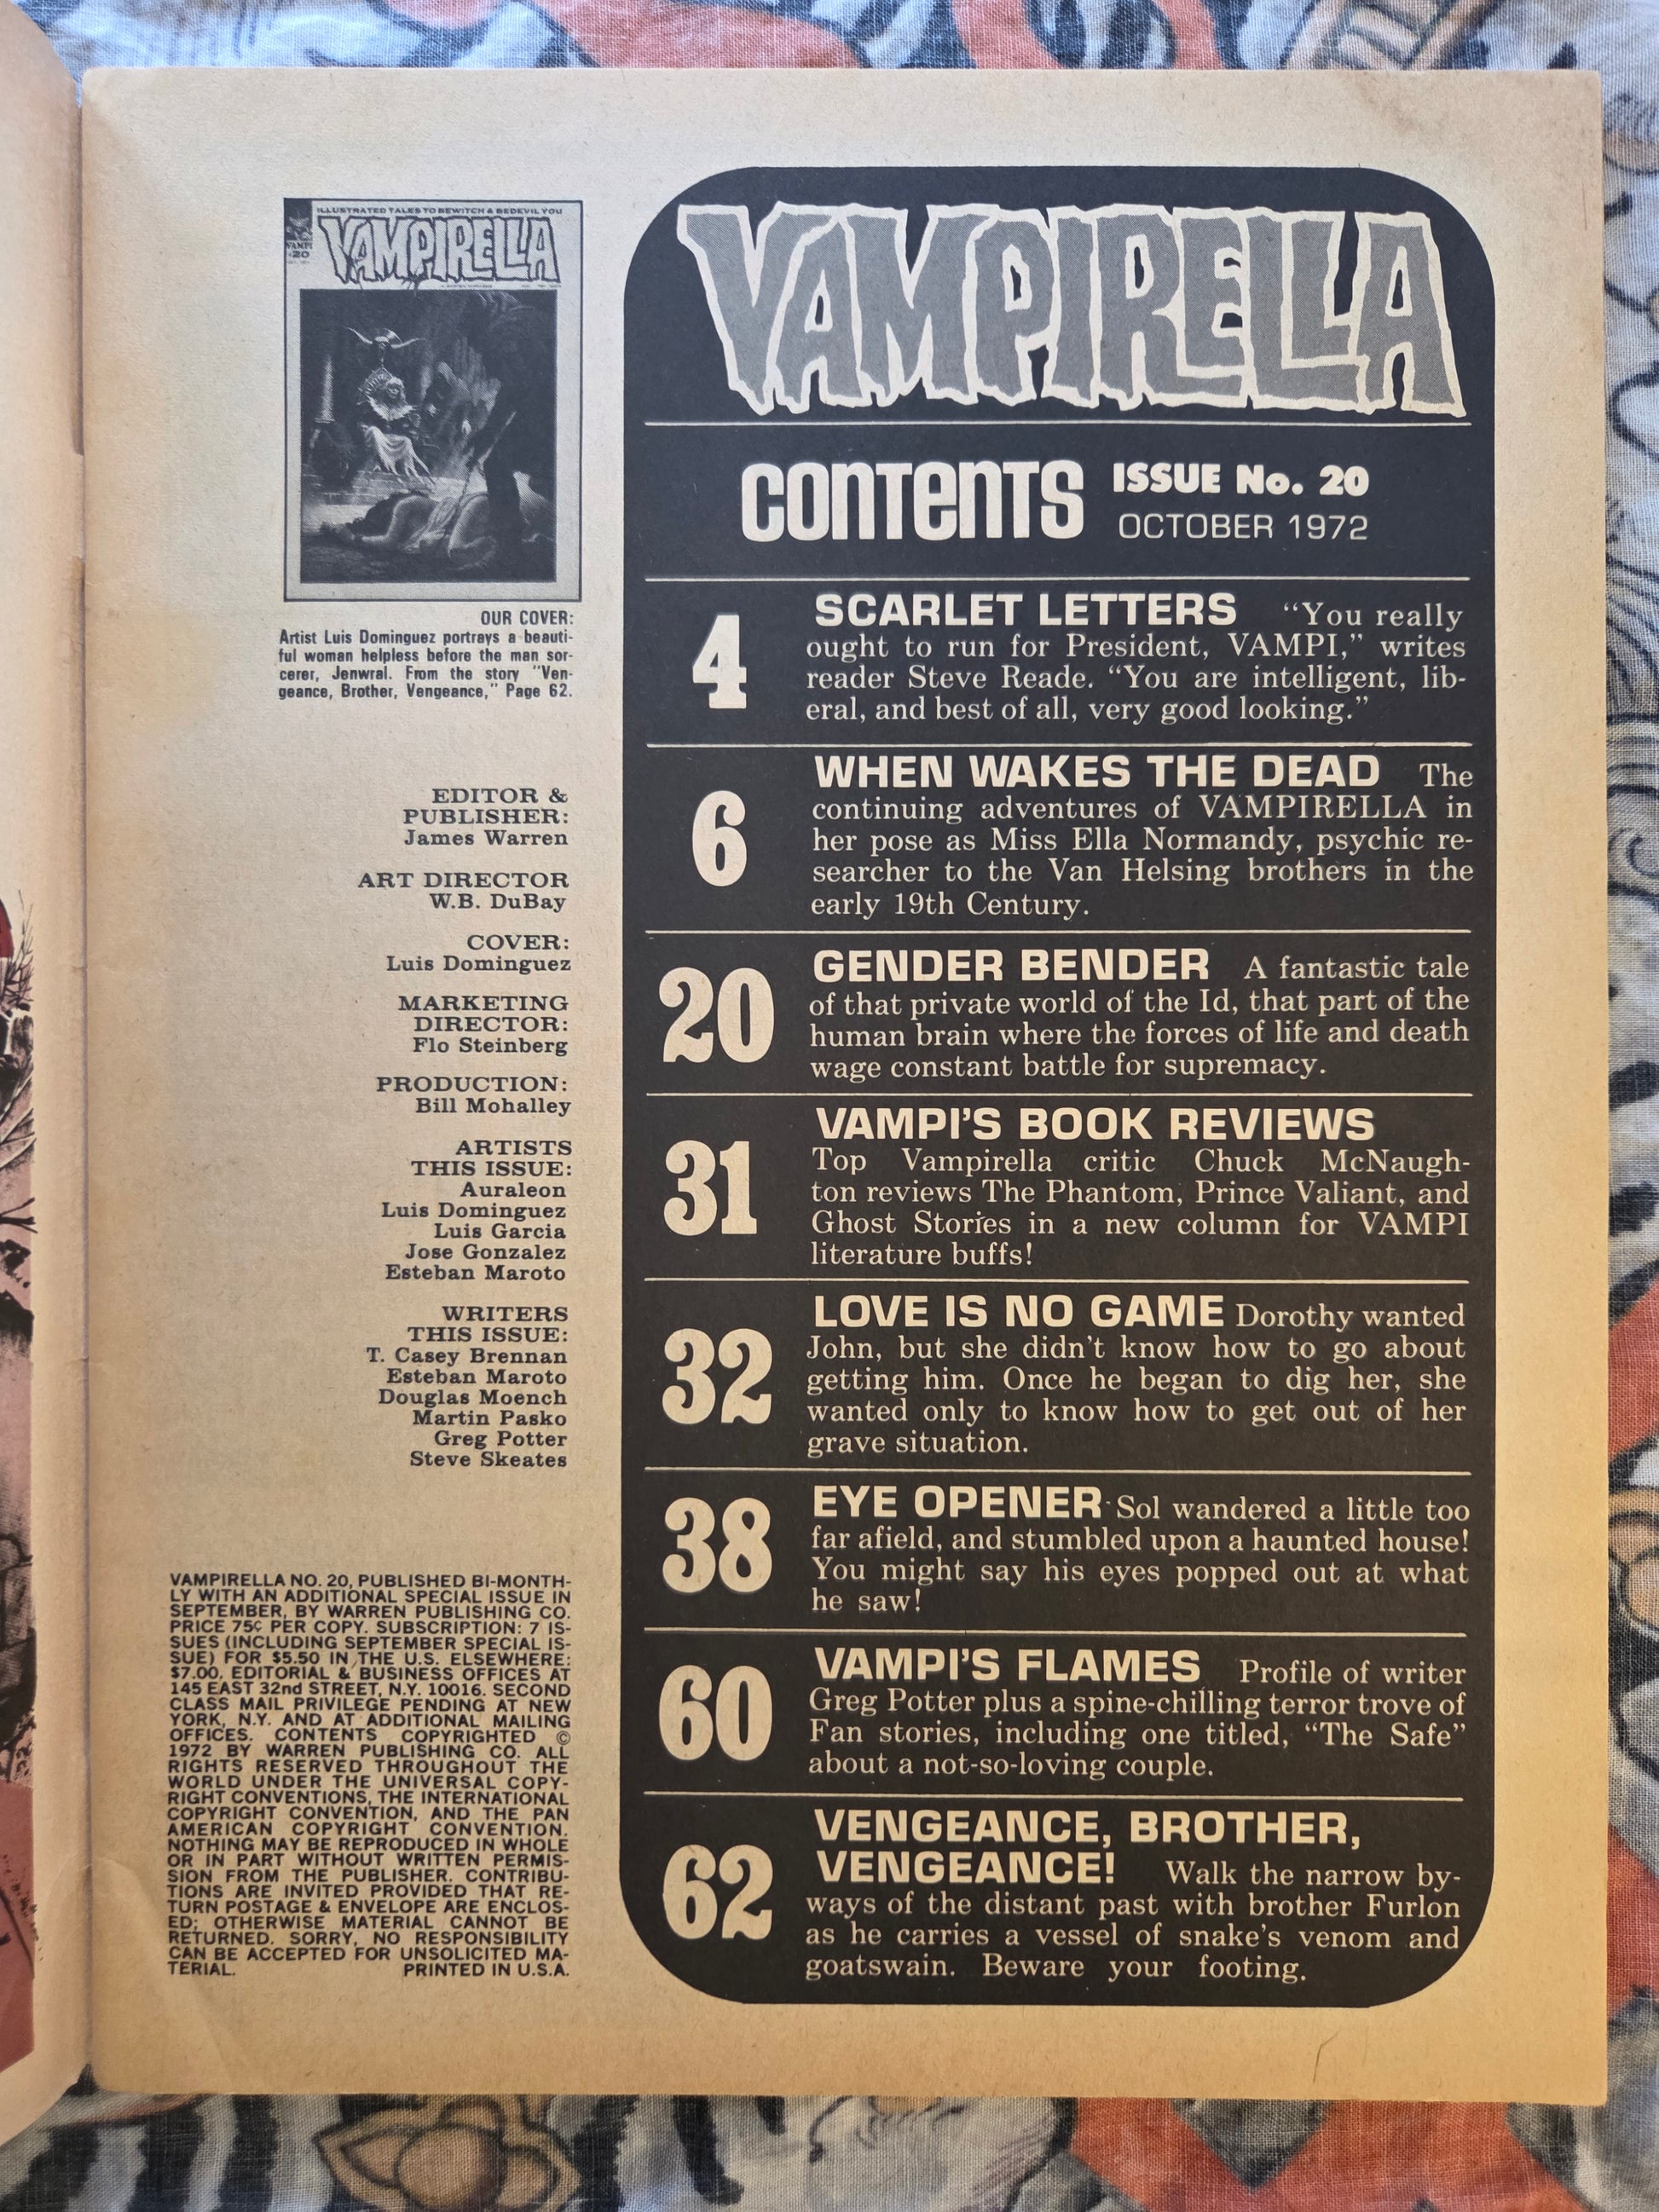 ILLUSTRATED TALES TO BEWITCH & BEDEVIL YOU
VAMPI
#20
VAMPIRELLA
OUR COVER:
Artist Luis Dominguez portrays a beauti-
ful woman helpless before the man sor-
cerer, Jenwral. From the story "Ven-
geance, Brother, Vengeance," Page 62.
EDITOR &
PUBLISHER:
James Warren
ART DIRECTOR
W.B. DuBay
COVER:
Luis Dominguez
MARKETING
DIRECTOR:
Flo Steinberg
PRODUCTION:
Bill Mohalley
ARTISTS
THIS ISSUE:
Auraleon
Luis Dominguez
Luis Garcia
Jose Gonzalez
Esteban Maroto
WRITERS
THIS ISSUE:
T. Casey Brennan
Esteban Maroto
Douglas Moench
Martin Pasko
Greg Potter
Steve Skeates
VAMPIRELLA NO. 20, PUBLISHED BI-MONTH-
LY WITH AN ADDITIONAL SPECIAL ISSUE IN
SEPTEMBER, BY WARREN PUBLISHING CO.
PRICE 75¢ PER COPY. SUBSCRIPTION: 7 IS-
SUES (INCLUDING SEPTEMBER SPECIAL IS-
SUE) FOR $5.50 IN THE U.S. ELSEWHERE:
$7.00. EDITORIAL & BUSINESS OFFICES AT
145 EAST 32nd STREET, N.Y. 10016. SECOND
CLASS MAIL PRIVILEGE PENDING AT NEW
YORK, N.Y. AND AT ADDITIONAL MAILING
OFFICES. CONTENTS COPYRIGHTED ©
1972 BY WARREN PUBLISHING CO. ALL
RIGHTS RESERVED THROUGHOUT THE
WORLD UNDER THE UNIVERSAL COPY-
RIGHT CONVENTIONS, THE INTERNATIONAL
COPYRIGHT CONVENTION, AND THE PAN
AMERICAN COPYRIGHT CONVENTION.
NOTHING MAY BE REPRODUCED IN WHOLE
OR IN PART WITHOUT WRITTEN PERMIS-
SION FROM THE PUBLISHER. CONTRIBU-
TIONS ARE INVITED PROVIDED THAT RE-
TURN POSTAGE & ENVELOPE ARE ENCLOS-
ED; OTHERWISE MATERIAL CANNOT BE
RETURNED. SORRY, NO RESPONSIBILITY
CAN BE ACCEPTED FOR UNSOLICITED MA-
TERIAL. PRINTED IN U.S.A.
VAMPIRELLA
CONTENTS ISSUE No. 20
OCTOBER 1972
4
SCARLET LETTERS "You really
ought to run for President, VAMPI," writes
reader Steve Reade. "You are intelligent, lib-
eral, and best of all, very good looking."
6
WHEN WAKES THE DEAD The
continuing adventures of VAMPIRELLA in
her pose as Miss Ella Normandy, psychic re-
searcher to the Van Helsing brothers in the
early 19th Century.
20
GENDER BENDER A fantastic tale
of that private world of the Id, that part of the
human brain where the forces of life and death
wage constant battle for supremacy.
31
VAMPI'S BOOK REVIEWS
Top Vampirella critic Chuck McNaugh-
ton reviews The Phantom, Prince Valiant, and
Ghost Stories in a new column for VAMPI
literature buffs!
32
LOVE IS NO GAME Dorothy wanted
John, but she didn't know how to go about
getting him. Once he began to dig her, she
wanted only to know how to get out of her
grave situation.
38
EYE OPENER Sol wandered a little too
far afield, and stumbled upon a haunted house!
You might say his eyes popped out at what
he saw!
60
VAMPI'S FLAMES Profile of writer
Greg Potter plus a spine-chilling terror trove of
Fan stories, including one titled, "The Safe"
about a not-so-loving couple.
62
VENGEANCE, BROTHER,
VENGEANCE! Walk the narrow by-
ways of the distant past with brother Furlon
as he carries a vessel of snake's venom and
goatswain. Beware your footing.